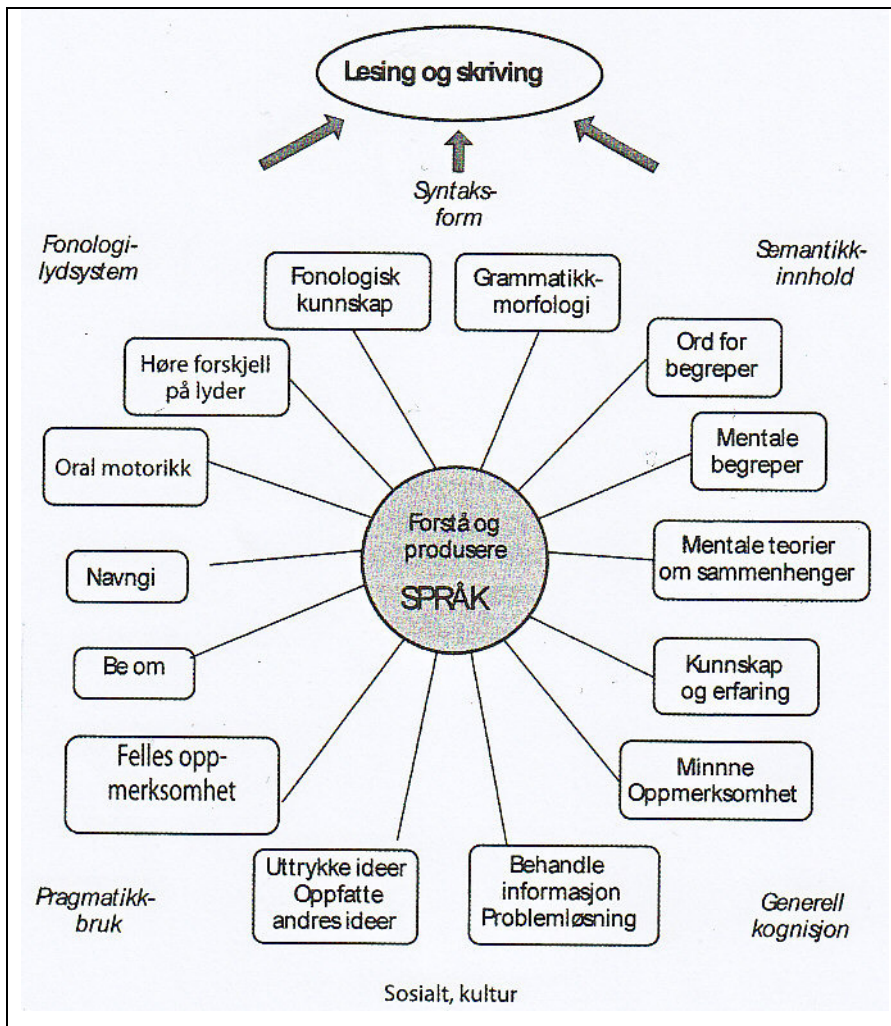 Lesing og skriving
Syntaks-
form
Fonologi-
lydsystem
Semantikk-
innhold
Fonologisk
kunnskap
Grammatikk-
morfologi
Høre forskjell
på lyder
Ord for
begreper
Oral motorikk
Mentale
begreper
Forstå og
produsere
SPRÅK
Navngi
Mentale teorier
om sammenhenger
Be om
Kunnskap
og erfaring
Felles opp-
merksomhet
Minnne
Oppmerksomhet
Uttrykke ideer
Oppfatte
andres ideer
Behandle
informasjon
Problemløsning
Pragmatikk-
bruk
Generell
kognisjon
Sosialt, kultur